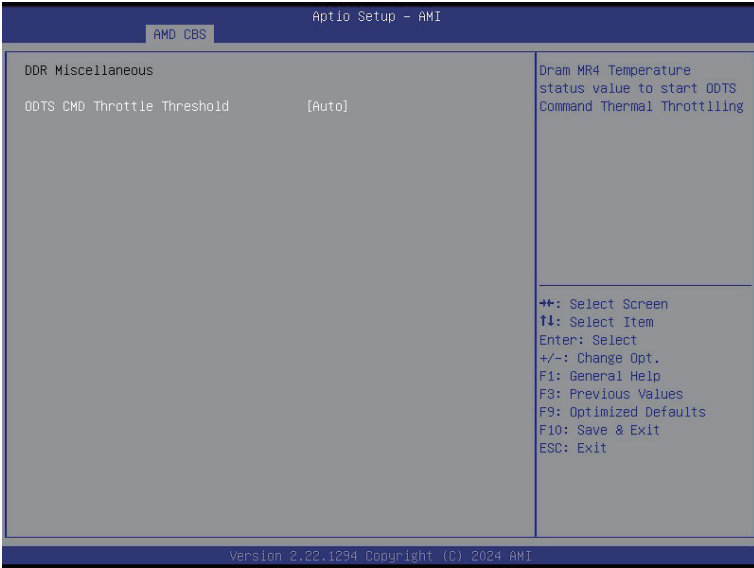 Aptio Setup – AMI
AMD CBS
DDR Miscellaneous
ODTS CMD Throttle Threshold [Auto]
Dram MR4 Temperature
status value to start ODTS
Command Thermal Throttlling
→←: Select Screen
↑↓: Select Item
Enter: Select
+/-: Change Opt.
F1: General Help
F3: Previous Values
F9: Optimized Defaults
F10: Save & Exit
ESC: Exit
Version 2.22.1294 Copyright (C) 2024 AMI